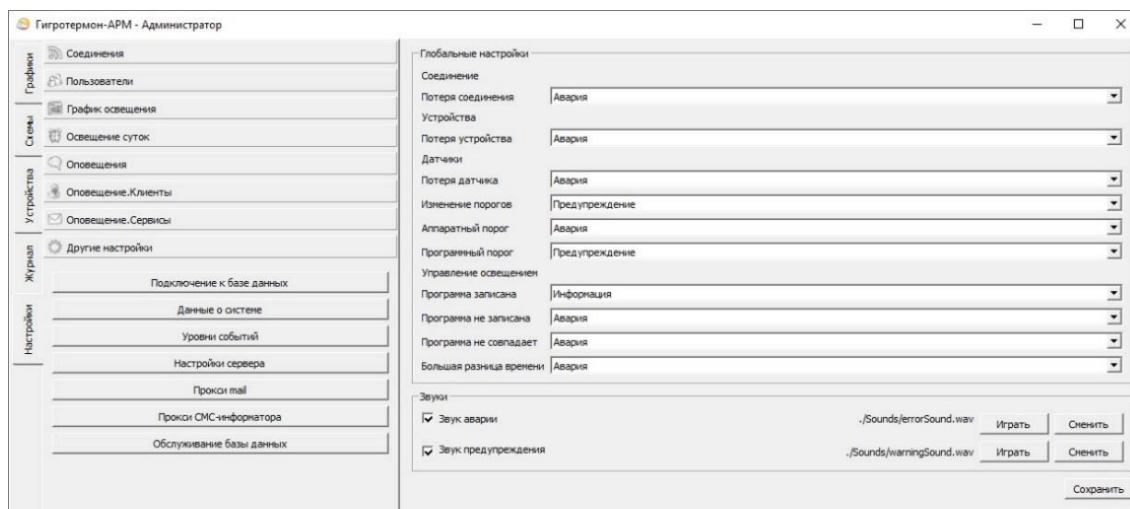 Гигротермон-АРМ - Администратор
Графики
Схемы
Устройства
Журнал
Настройки
Соединения
Пользователи
График освещения
Освещение суток
Оповещения
Оповещение.Клиенты
Оповещение.Сервисы
Другие настройки
Подключение к базе данных
Данные о системе
Уровни событий
Настройки сервера
Прокси mail
Прокси СМС-информатора
Обслуживание базы данных
Глобальные настройки
Соединение
Потеря соединения Авария
Устройства
Потеря устройства Авария
Датчики
Потеря датчика Авария
Изменение порогов Предупреждение
Аппаратный порог Авария
Программный порог Предупреждение
Управление освещением
Программа записана Информация
Программа не записана Авария
Программа не совпадает Авария
Большая разница времени Авария
Звуки
Звук аварии ./Sounds/errorSound.wav Играть Сменить
Звук предупреждения ./Sounds/warningSound.wav Играть Сменить
Сохранить